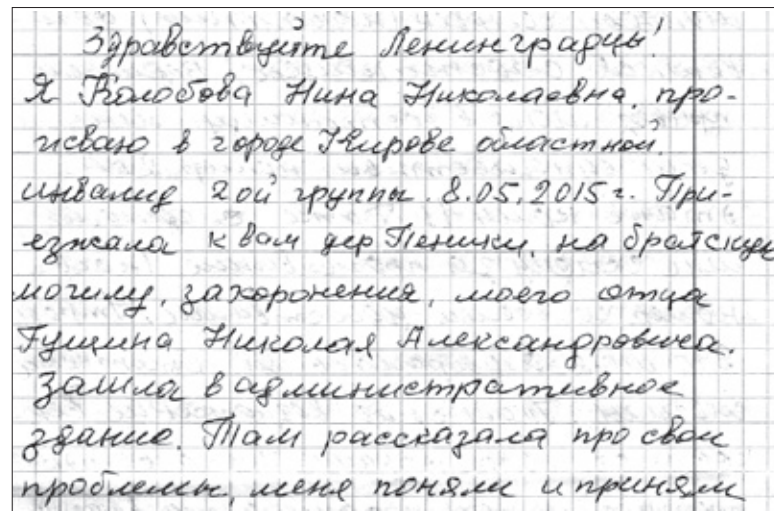 Здравствуйте Ленинградцы!
Я Колобова Нина Николаевна, про-
живаю в городе Кирове областной.
инвалид 2ой группы. 8.05.2015 г. При-
езжала к Вам дер Пеники, на братскую
могилу, захоронения, моего отца
Гущина Николая Александровича.
Зашла в административное
здание. Там рассказала про свои
проблемы, меня поняли и приняли